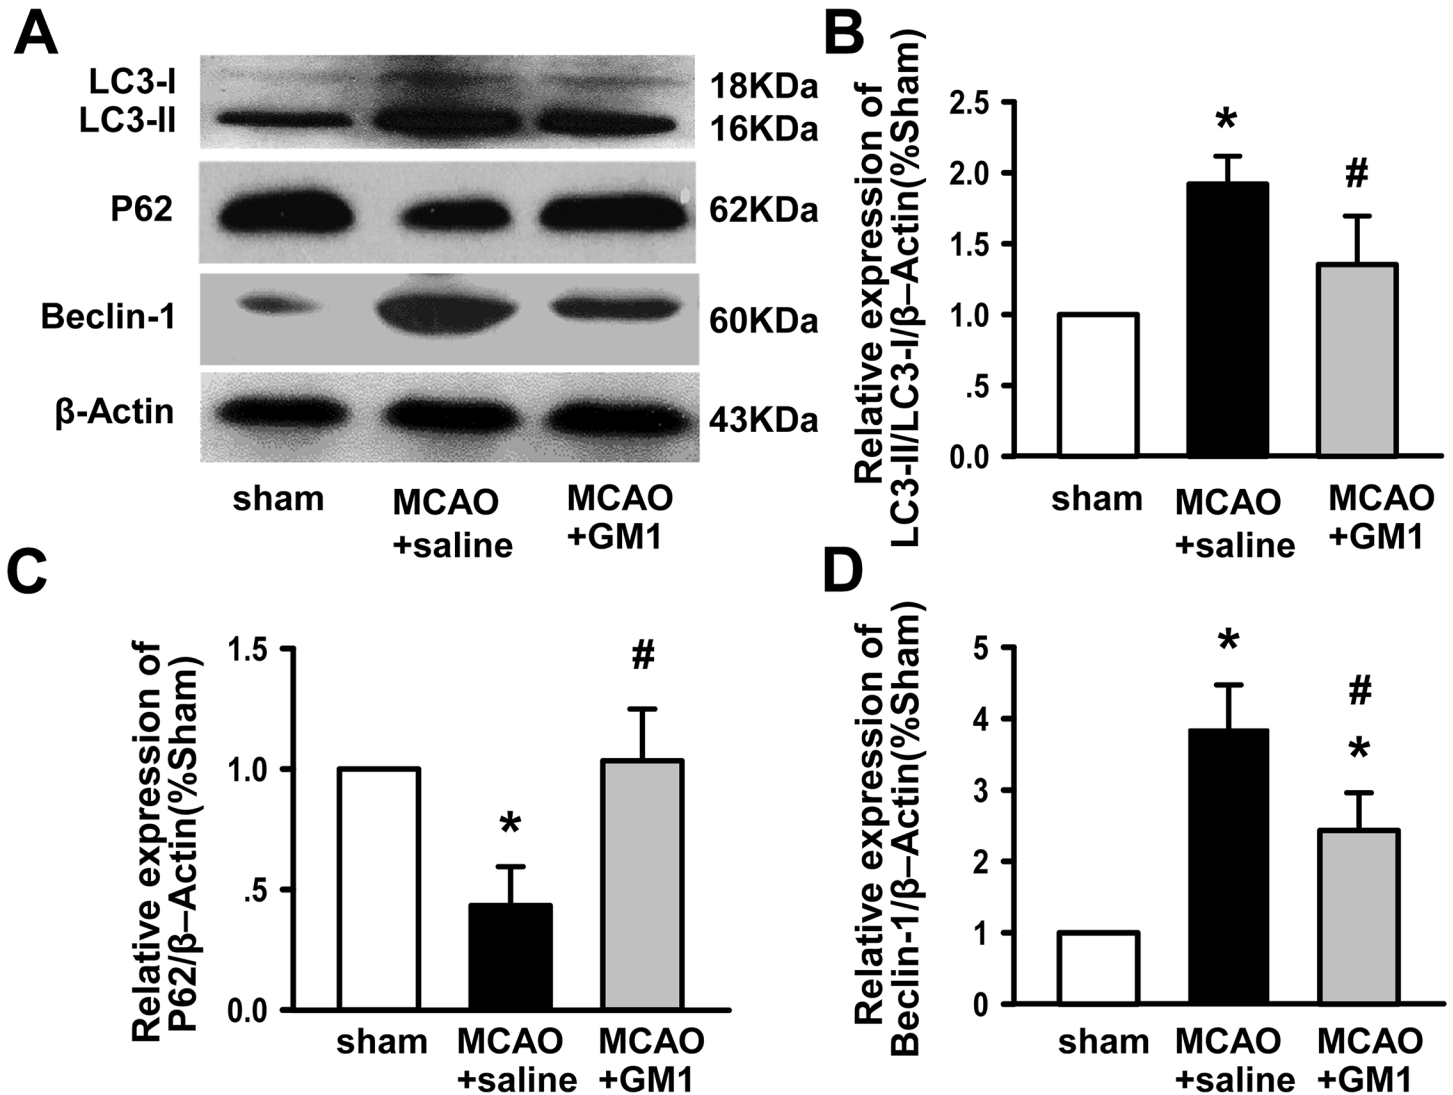 A
LC3-I
LC3-II
18KDa
16KDa
P62
62KDa
Beclin-1
60KDa
β-Actin
43KDa
sham
MCAO
+saline
MCAO
+GM1
B
Relative expression of
LC3-II/LC3-I/β–Actin(%Sham)
2.5
2.0
1.5
1.0
.5
0.0
*
#
sham
MCAO
+saline
MCAO
+GM1
C
Relative expression of
P62/β–Actin(%Sham)
1.5
1.0
.5
0.0
*
#
sham
MCAO
+saline
MCAO
+GM1
D
Relative expression of
Beclin-1/β–Actin(%Sham)
5
4
3
2
1
0
*
#
*
sham
MCAO
+saline
MCAO
+GM1